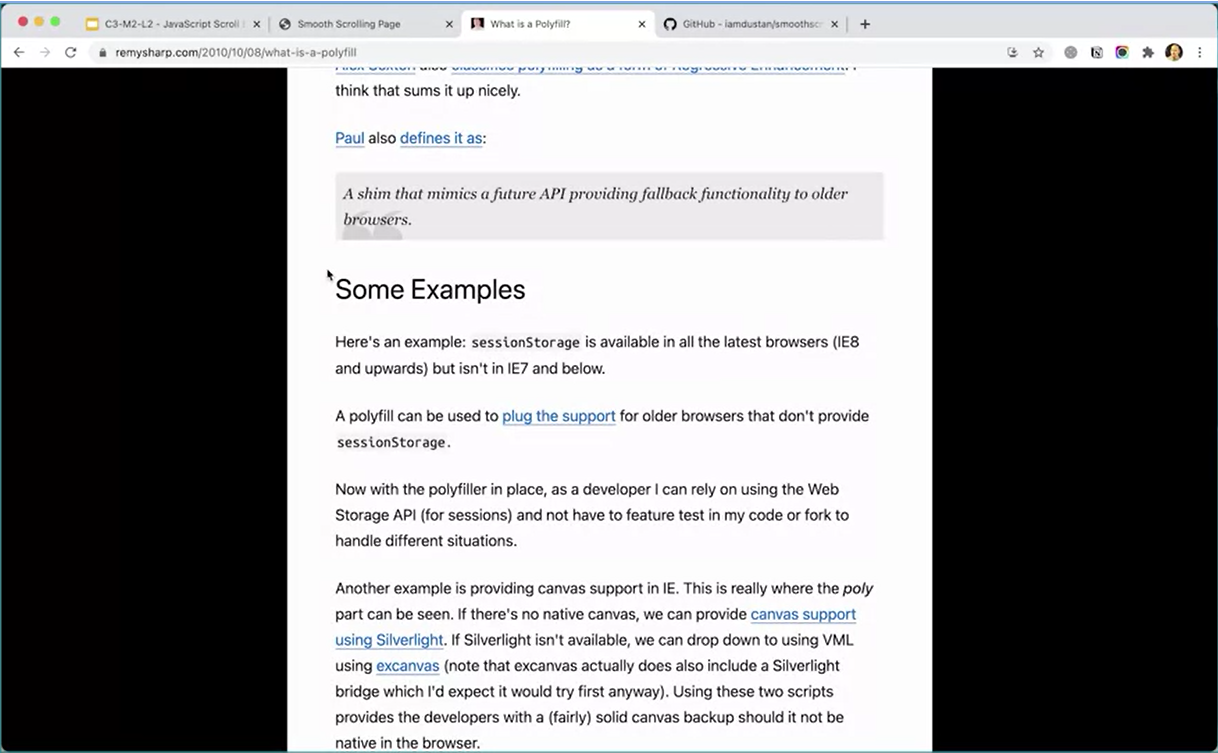 C3-M2-L2 - JavaScript Scroll
Smooth Scrolling Page
What is a Polyfill?
GitHub - iamdustan/smoothscr
remysharp.com/2010/10/08/what-is-a-polyfill
Alex Sexton also classifies polyfilling as a form of Regressive Enhancement. I
think that sums it up nicely.
Paul also defines it as:
A shim that mimics a future API providing fallback functionality to older
browsers.
Some Examples
Here's an example: sessionStorage is available in all the latest browsers (IE8
and upwards) but isn't in IE7 and below.
A polyfill can be used to plug the support for older browsers that don't provide
sessionStorage.
Now with the polyfiller in place, as a developer I can rely on using the Web
Storage API (for sessions) and not have to feature test in my code or fork to
handle different situations.
Another example is providing canvas support in IE. This is really where the poly
part can be seen. If there's no native canvas, we can provide canvas support
using Silverlight. If Silverlight isn't available, we can drop down to using VML
using excanvas (note that excanvas actually does also include a Silverlight
bridge which I'd expect it would try first anyway). Using these two scripts
provides the developers with a (fairly) solid canvas backup should it not be
native in the browser.